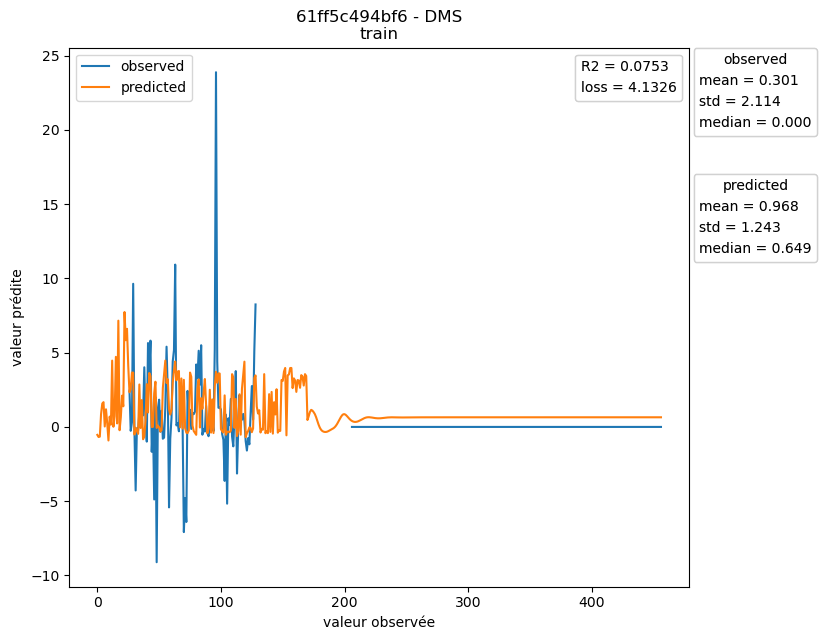 61ff5c494bf6 - DMS
train
observed
predicted
R2 = 0.0753
loss = 4.1326
observed
mean = 0.301
std = 2.114
median = 0.000
predicted
mean = 0.968
std = 1.243
median = 0.649
valeur prédite
25
20
15
10
5
0
−5
−10
0
100
200
300
400
valeur observée